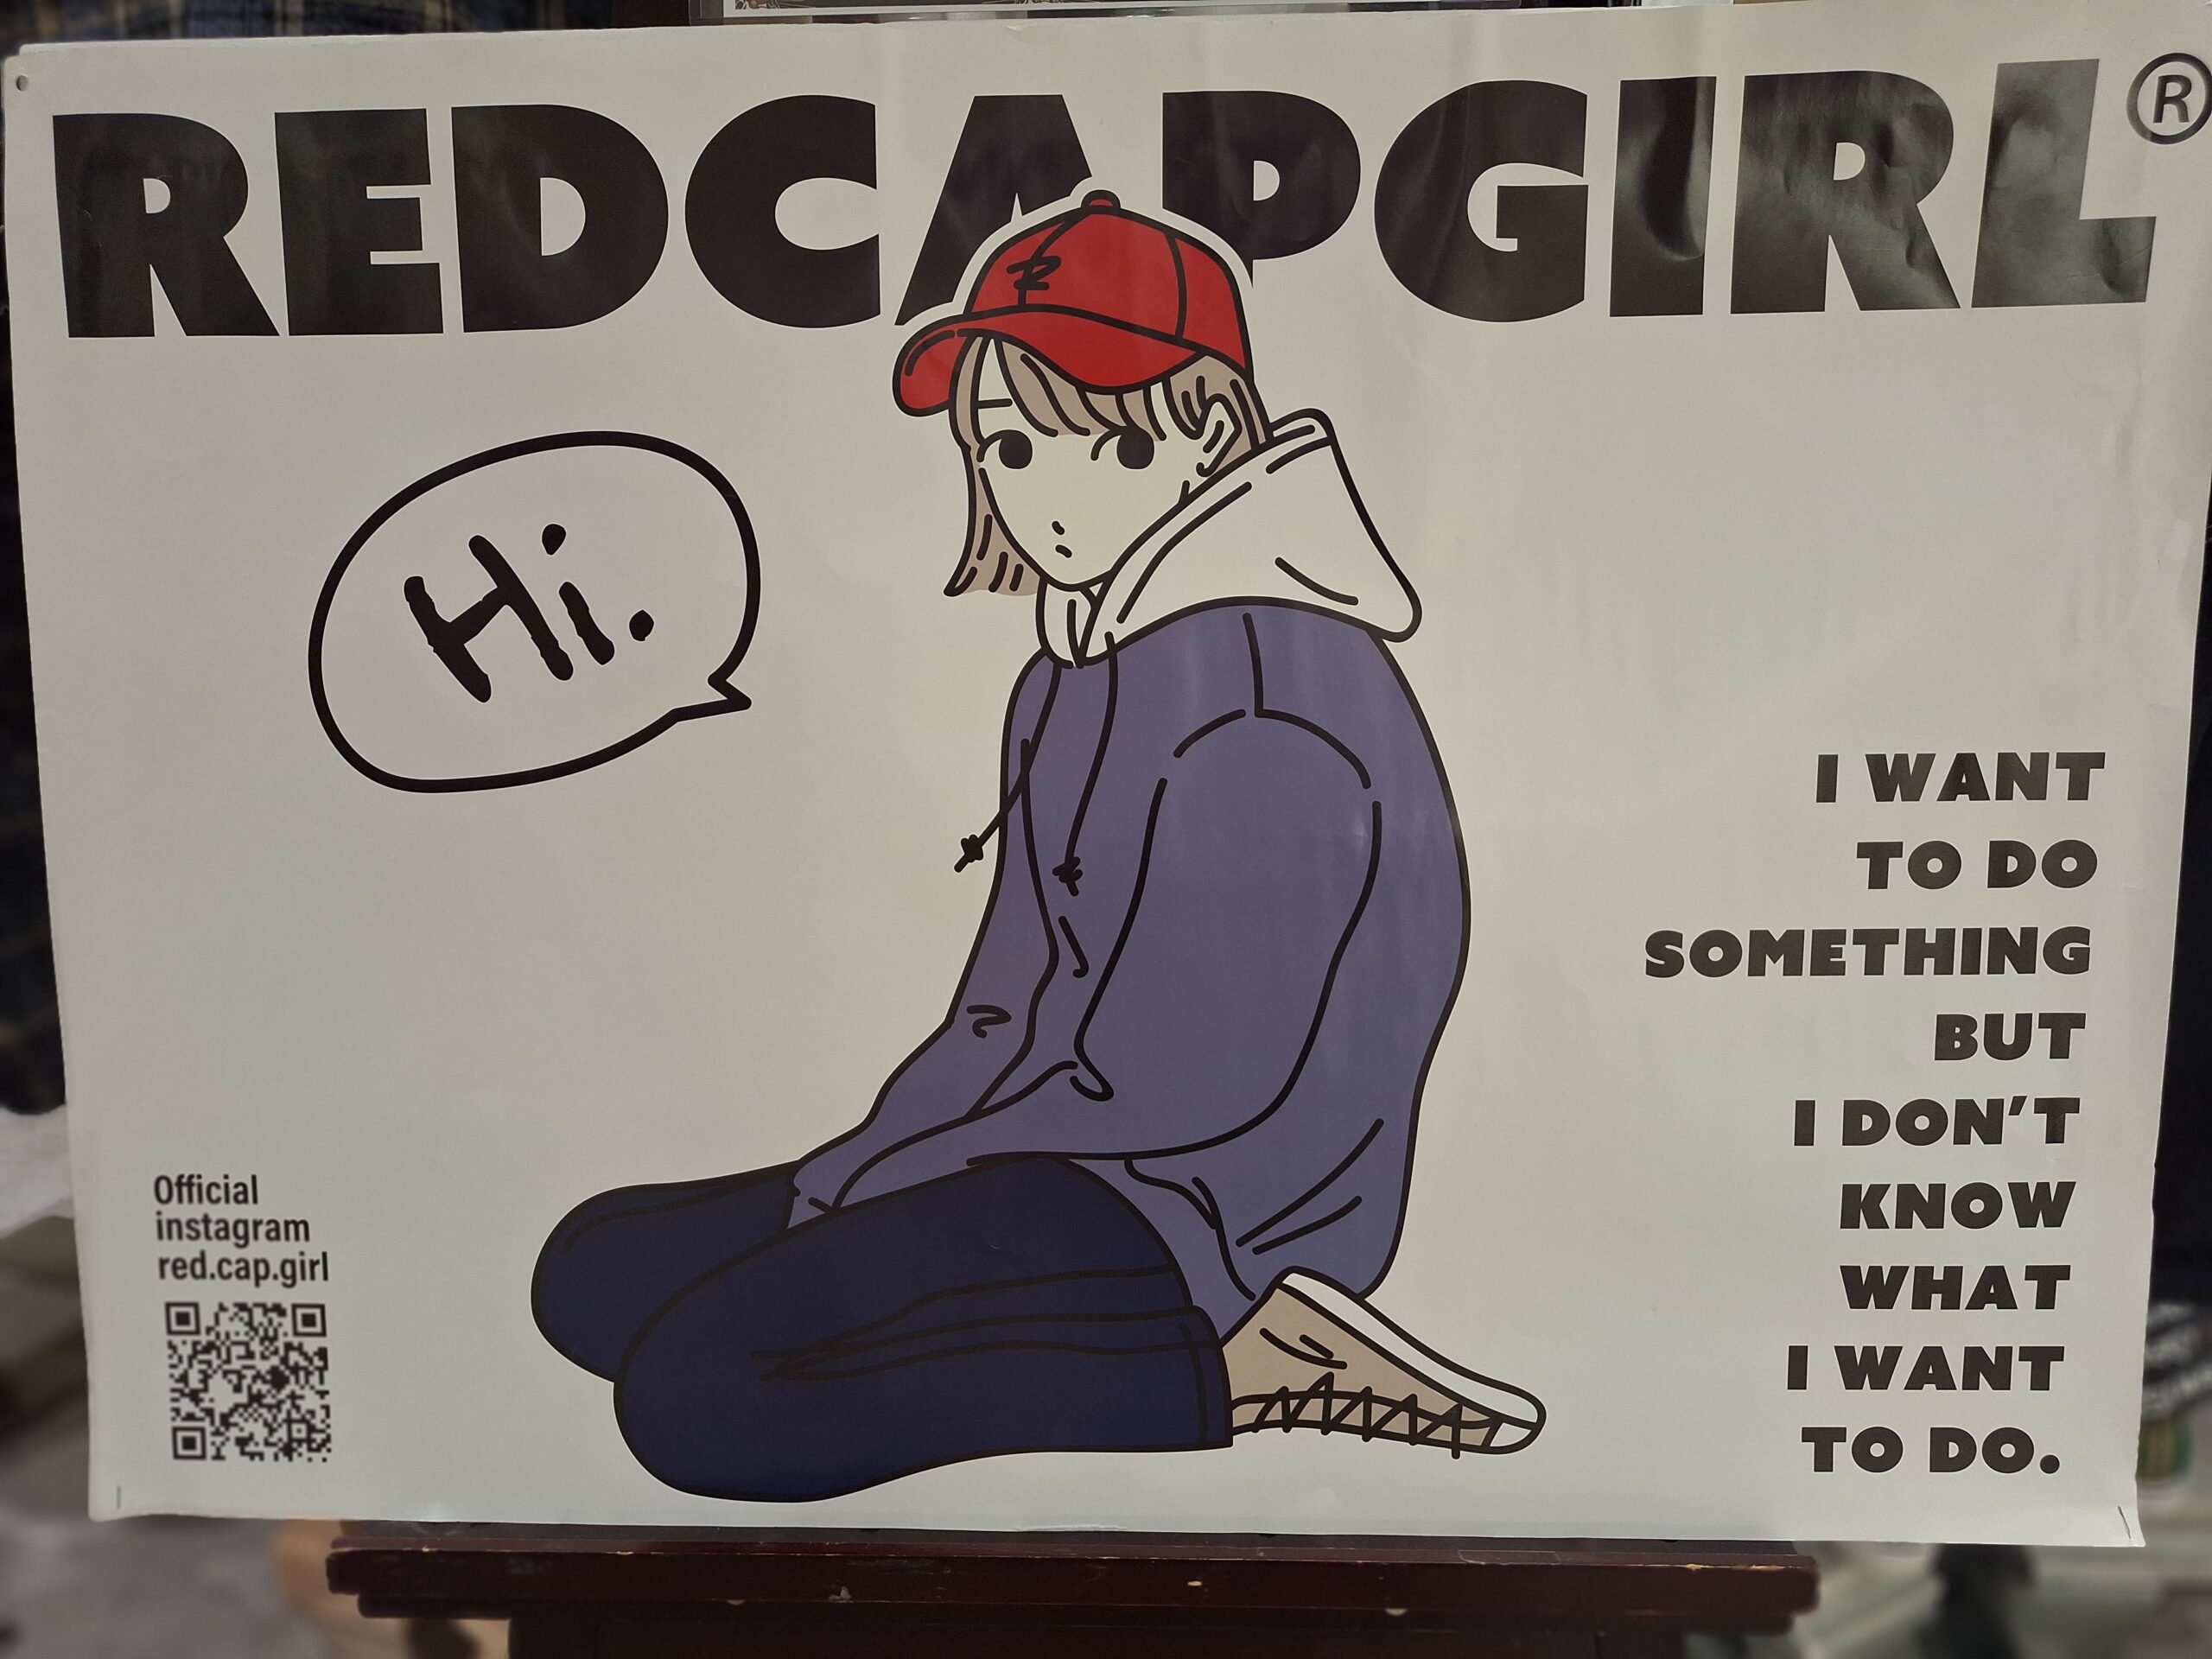 REDCAPGIRL®
Hi.
I WANT
TO DO
SOMETHING
BUT
I DON'T
KNOW
WHAT
I WANT
TO DO.
Official
instagram
red.cap.girl